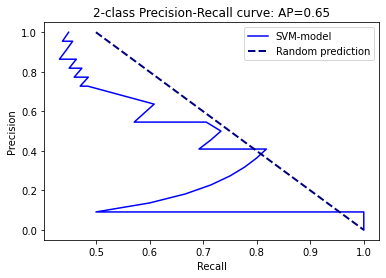 2-class Precision-Recall curve: AP=0.65
SVM-model
Random prediction
Precision
1.0
0.8
0.6
0.4
0.2
0.0
0.5 0.6 0.7 0.8 0.9 1.0
Recall